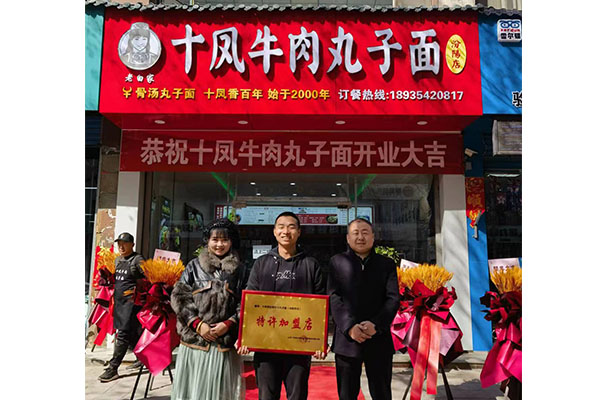 十凤牛肉丸子面
汾陽店
老白家
骨汤丸子面 十凤香百年 始于2000年 订餐热线:18935420817
恭祝十凤牛肉丸子面开业大吉
特许加盟店